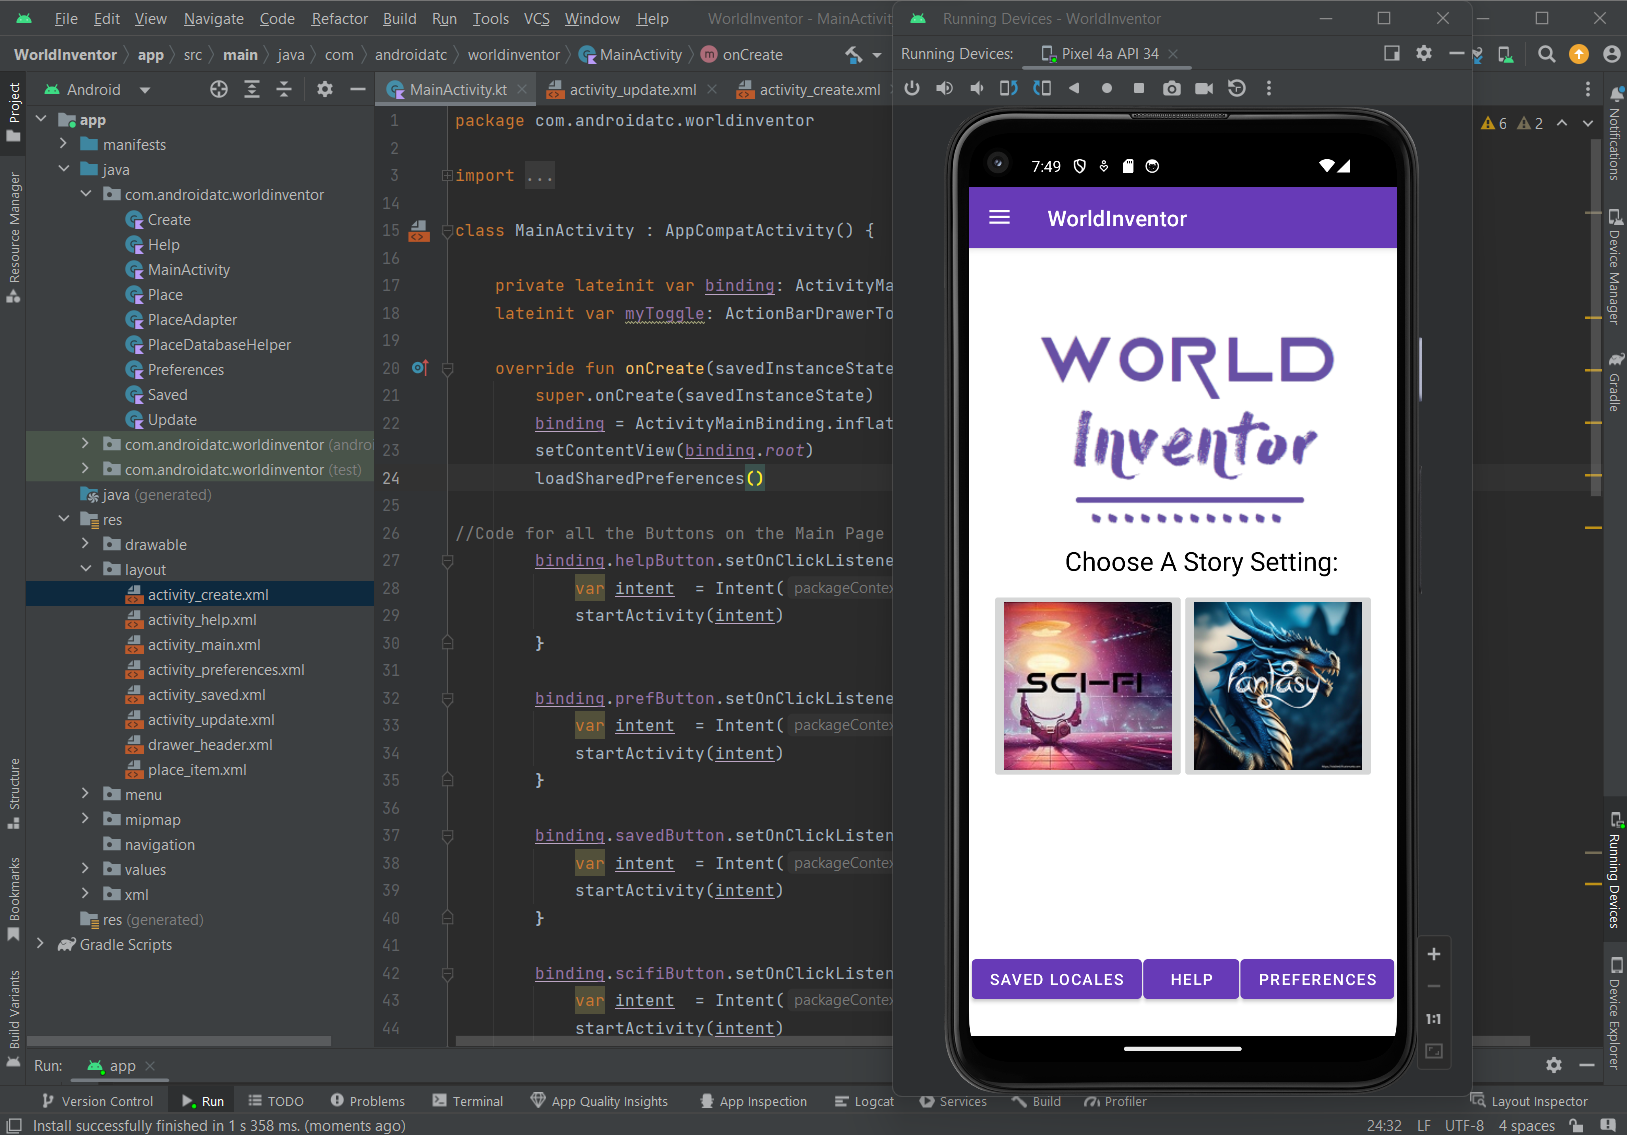 File Edit View Navigate Code Refactor Build Run Tools VCS Window Help WorldInventor - MainActivit
Running Devices - WorldInventor
WorldInventor app src main java com androidatc worldinventor MainActivity onCreate
Running Devices: Pixel 4a API 34
Android
MainActivity.kt activity_update.xml activity_create.xml
Project
Resource Manager
Structure
Bookmarks
Build Variants
app
manifests
java
com.androidatc.worldinventor
Create
Help
MainActivity
Place
PlaceAdapter
PlaceDatabaseHelper
Preferences
Saved
Update
com.androidatc.worldinventor (andro
com.androidatc.worldinventor (test)
java (generated)
res
drawable
layout
activity_create.xml
activity_help.xml
activity_main.xml
activity_preferences.xml
activity_saved.xml
activity_update.xml
drawer_header.xml
place_item.xml
menu
mipmap
navigation
values
xml
res (generated)
Gradle Scripts
1 package com.androidatc.worldinventor
2
3 import ...
14
15 class MainActivity : AppCompatActivity() {
16
17 private lateinit var binding: ActivityMa
18 lateinit var myToggle: ActionBarDrawerTo
19
20 override fun onCreate(savedInstanceState
21 super.onCreate(savedInstanceState)
22 binding = ActivityMainBinding.inflat
23 setContentView(binding.root)
24 loadSharedPreferences()
25
26 //Code for all the Buttons on the Main Page
27 binding.helpButton.setOnClickListene
28 var intent = Intent( packageContex
29 startActivity(intent)
30 }
31
32 binding.prefButton.setOnClickListene
33 var intent = Intent( packageContex
34 startActivity(intent)
35 }
36
37 binding.savedButton.setOnClickListen
38 var intent = Intent( packageContex
39 startActivity(intent)
40 }
41
42 binding.scifiButton.setOnClickListen
43 var intent = Intent( packageContex
44 startActivity(intent)
7:49
WorldInventor
WORLD
Inventor
Choose A Story Setting:
SCI-FI Fantasy
SAVED LOCALES HELP PREFERENCES
1:1
6 2
Notifications
Device Manager
Gradle
Running Devices
Device Explorer
Run: app
Version Control Run TODO Problems Terminal App Quality Insights App Inspection Logcat Services Build Profiler Layout Inspector
Install successfully finished in 1 s 358 ms. (moments ago)
24:32 LF UTF-8 4 spaces